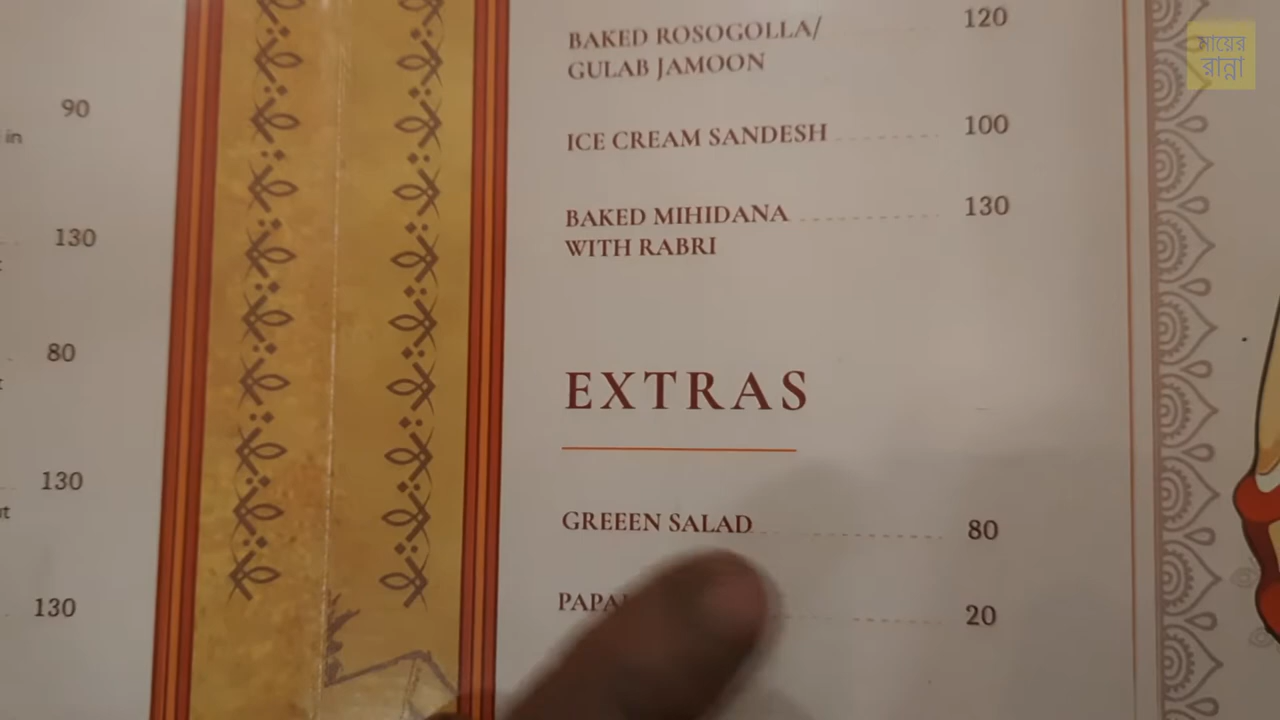 90
in
130
80
130
130
BAKED ROSOGOLLA/ 120
GULAB JAMOON
ICE CREAM SANDESH 100
BAKED MIHIDANA 130
WITH RABRI
EXTRAS
GREEEN SALAD 80
20
মায়ের
রান্না